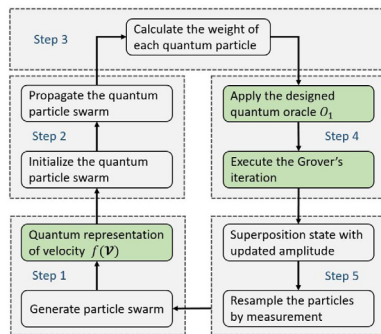 Step 3
Calculate the weight of
each quantum particle
Propagate the quantum
particle swarm
Step 2
Initialize the quantum
particle swarm
Apply the designed
quantum oracle O₁
Step 4
Execute the Grover's
iteration
Quantum representation
of velocity f(𝓥)
Step 1
Generate particle swarm
Superposition state with
updated amplitude
Step 5
Resample the particles
by measurement